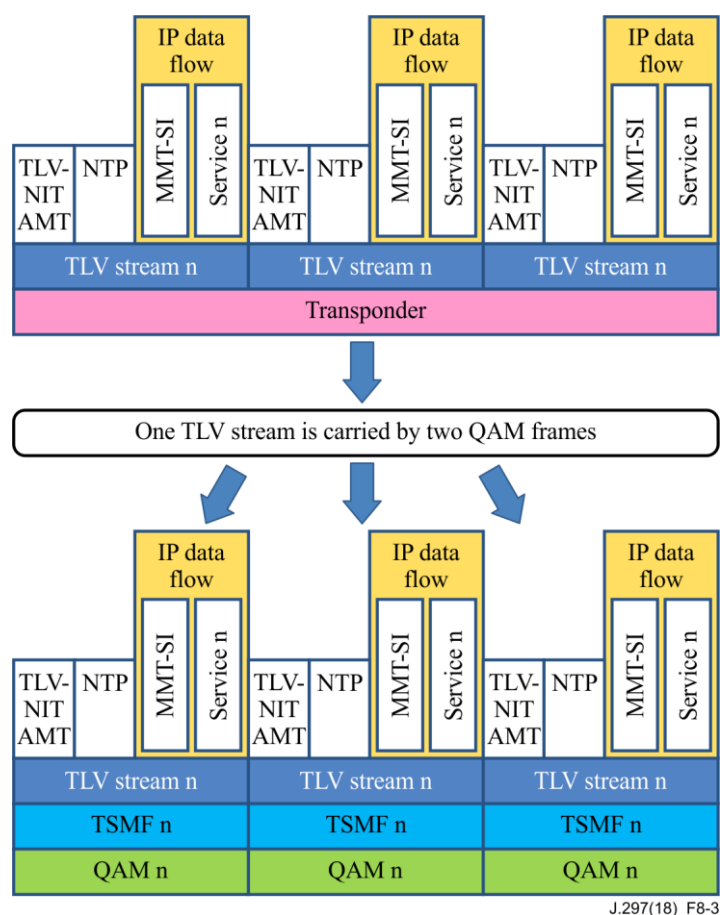 IP data
flow
IP data
flow
IP data
flow
TLV-
NIT
AMT
NTP
MMT-SI
Service n
TLV-
NIT
AMT
NTP
MMT-SI
Service n
TLV-
NIT
AMT
NTP
MMT-SI
Service n
TLV stream n
TLV stream n
TLV stream n
Transponder
One TLV stream is carried by two QAM frames
IP data
flow
IP data
flow
IP data
flow
TLV-
NIT
AMT
NTP
MMT-SI
Service n
TLV-
NIT
AMT
NTP
MMT-SI
Service n
TLV-
NIT
AMT
NTP
MMT-SI
Service n
TLV stream n
TLV stream n
TLV stream n
TSMF n
TSMF n
TSMF n
QAM n
QAM n
QAM n
J.297(18)_F8-3